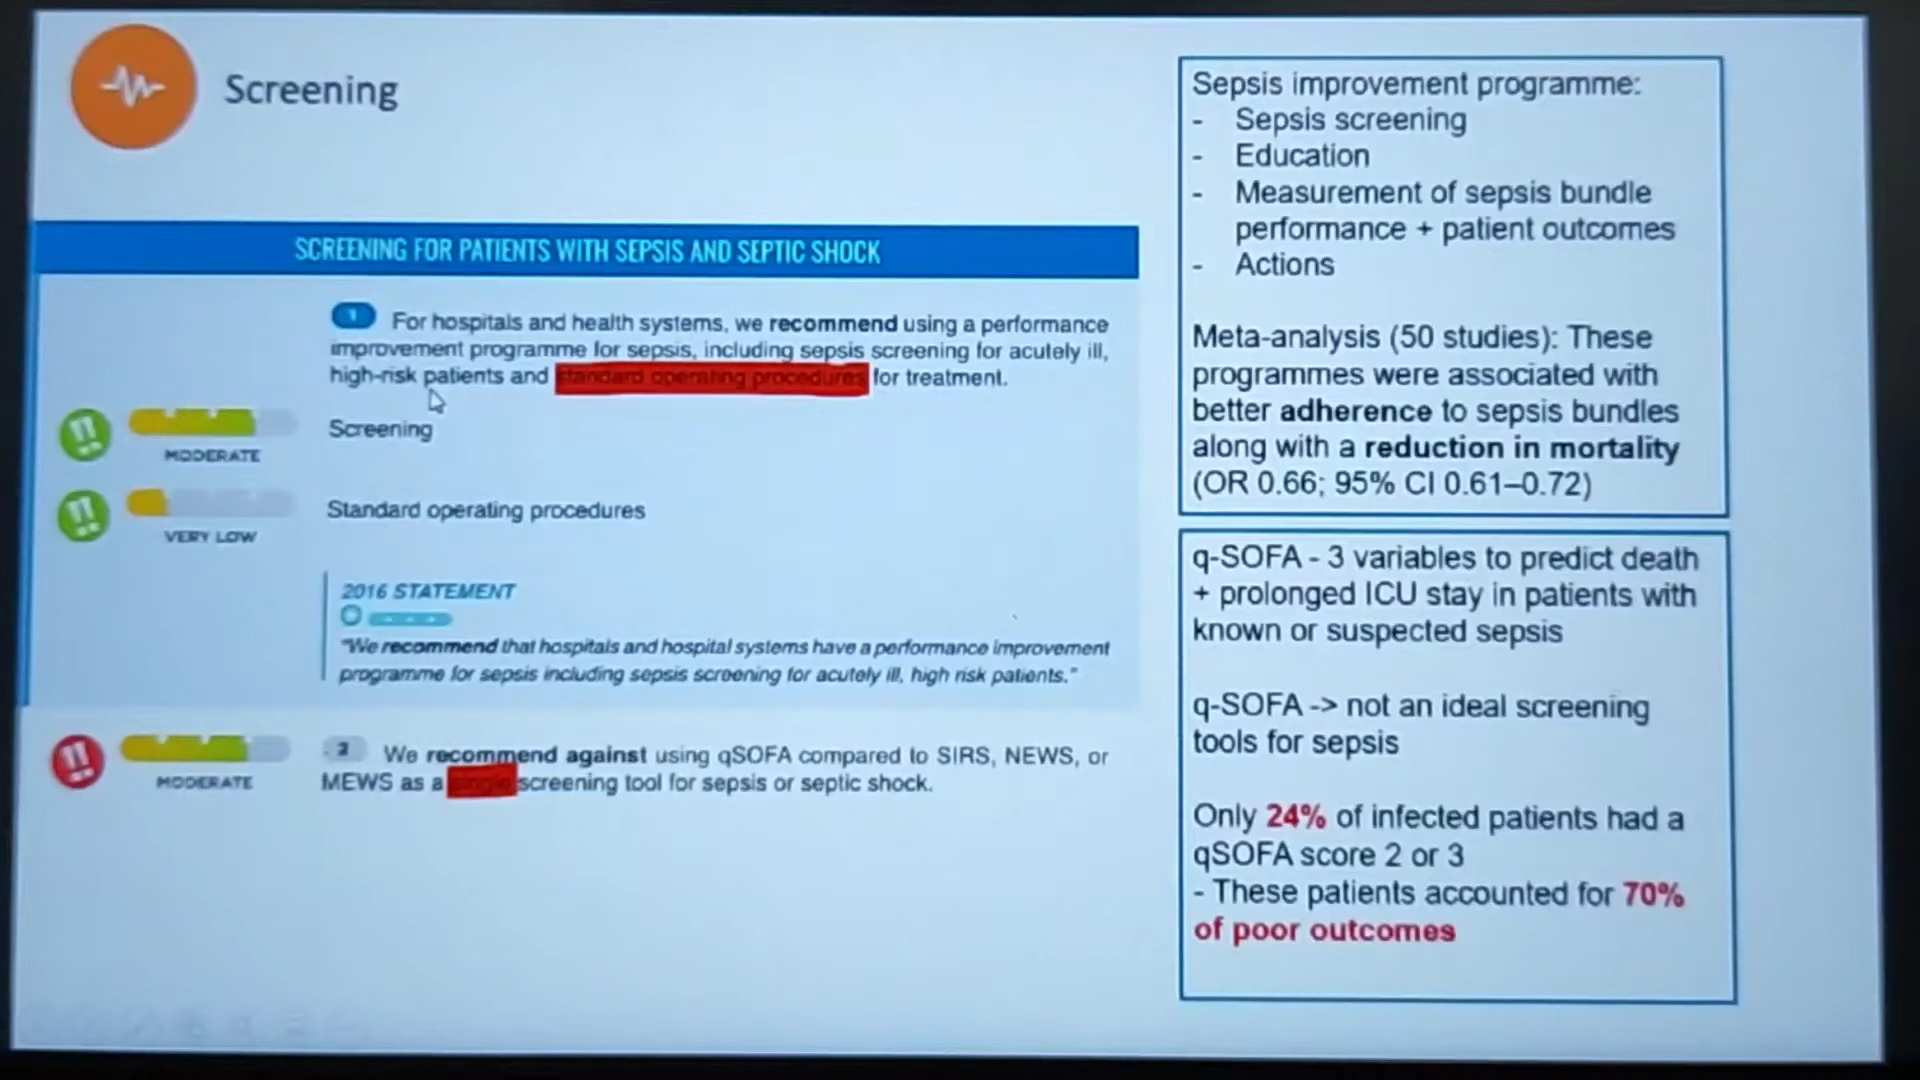 Screening
SCREENING FOR PATIENTS WITH SEPSIS AND SEPTIC SHOCK
1 For hospitals and health systems, we recommend using a performance
improvement programme for sepsis, including sepsis screening for acutely ill,
high-risk patients and standard operating procedures for treatment.
!! MODERATE
Screening
!! VERY LOW
Standard operating procedures
2016 STATEMENT
"We recommend that hospitals and hospital systems have a performance improvement
programme for sepsis including sepsis screening for acutely ill, high risk patients."
!! MODERATE
2 We recommend against using qSOFA compared to SIRS, NEWS, or
MEWS as a single screening tool for sepsis or septic shock.
Sepsis improvement programme:
- Sepsis screening
- Education
- Measurement of sepsis bundle
performance + patient outcomes
- Actions
Meta-analysis (50 studies): These
programmes were associated with
better adherence to sepsis bundles
along with a reduction in mortality
(OR 0.66; 95% CI 0.61–0.72)
q-SOFA - 3 variables to predict death
+ prolonged ICU stay in patients with
known or suspected sepsis
q-SOFA -> not an ideal screening
tools for sepsis
Only 24% of infected patients had a
qSOFA score 2 or 3
- These patients accounted for 70%
of poor outcomes